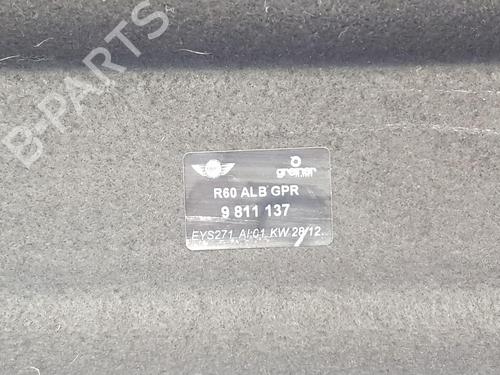 B-PARTS
greiner
R60 ALB GPR
9 811 137
EYS271 AI:01 KW 28/12